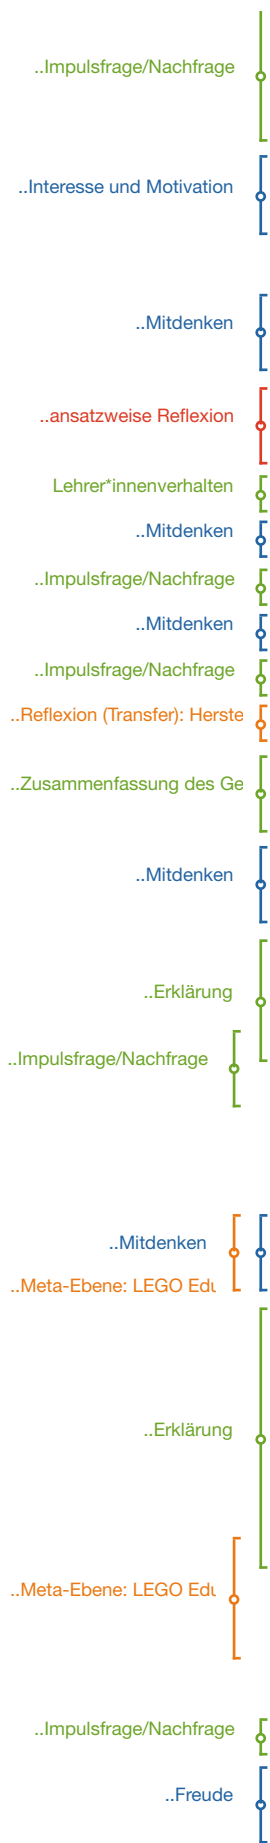 ..Impulsfrage/Nachfrage
..Interesse und Motivation
..Mitdenken
..ansatzweise Reflexion
Lehrer*innenverhalten
..Mitdenken
..Impulsfrage/Nachfrage
..Mitdenken
..Impulsfrage/Nachfrage
..Reflexion (Transfer): Herste
..Zusammenfassung des Ge
..Mitdenken
..Erklärung
..Impulsfrage/Nachfrage
..Mitdenken
..Meta-Ebene: LEGO Edu
..Erklärung
..Meta-Ebene: LEGO Edu
..Impulsfrage/Nachfrage
..Freude